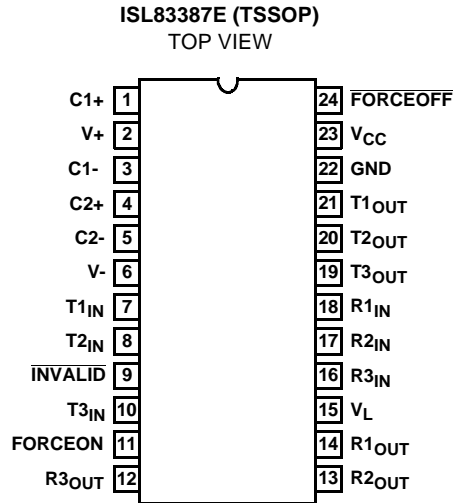 ISL83387E (TSSOP)
TOP VIEW
C1+ 1 24 FORCEOFF
V+ 2 23 VCC
C1- 3 22 GND
C2+ 4 21 T1OUT
C2- 5 20 T2OUT
V- 6 19 T3OUT
T1IN 7 18 R1IN
T2IN 8 17 R2IN
INVALID 9 16 R3IN
T3IN 10 15 VL
FORCEON 11 14 R1OUT
R3OUT 12 13 R2OUT